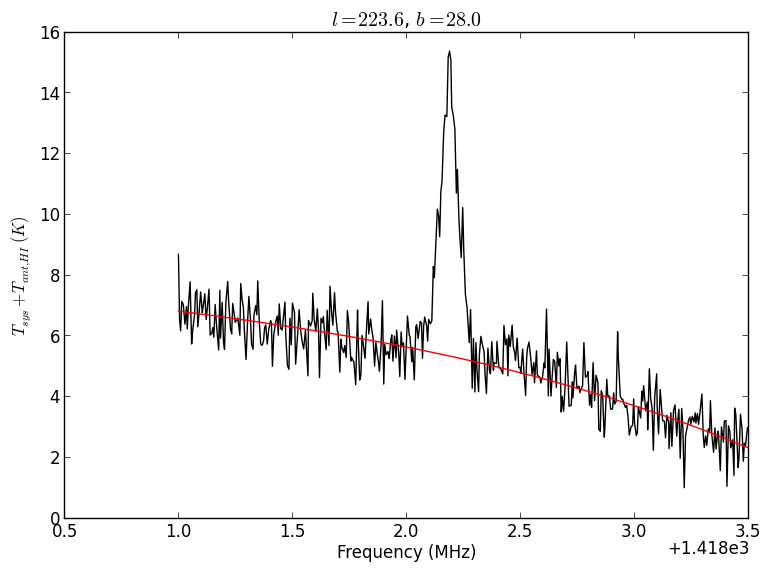 l = 223.6, b = 28.0
16
14
12
10
8
6
4
2
0
T_sys + T_ant,HI (K)
0.5 1.0 1.5 2.0 2.5 3.0 3.5
Frequency (MHz)
+1.418e3